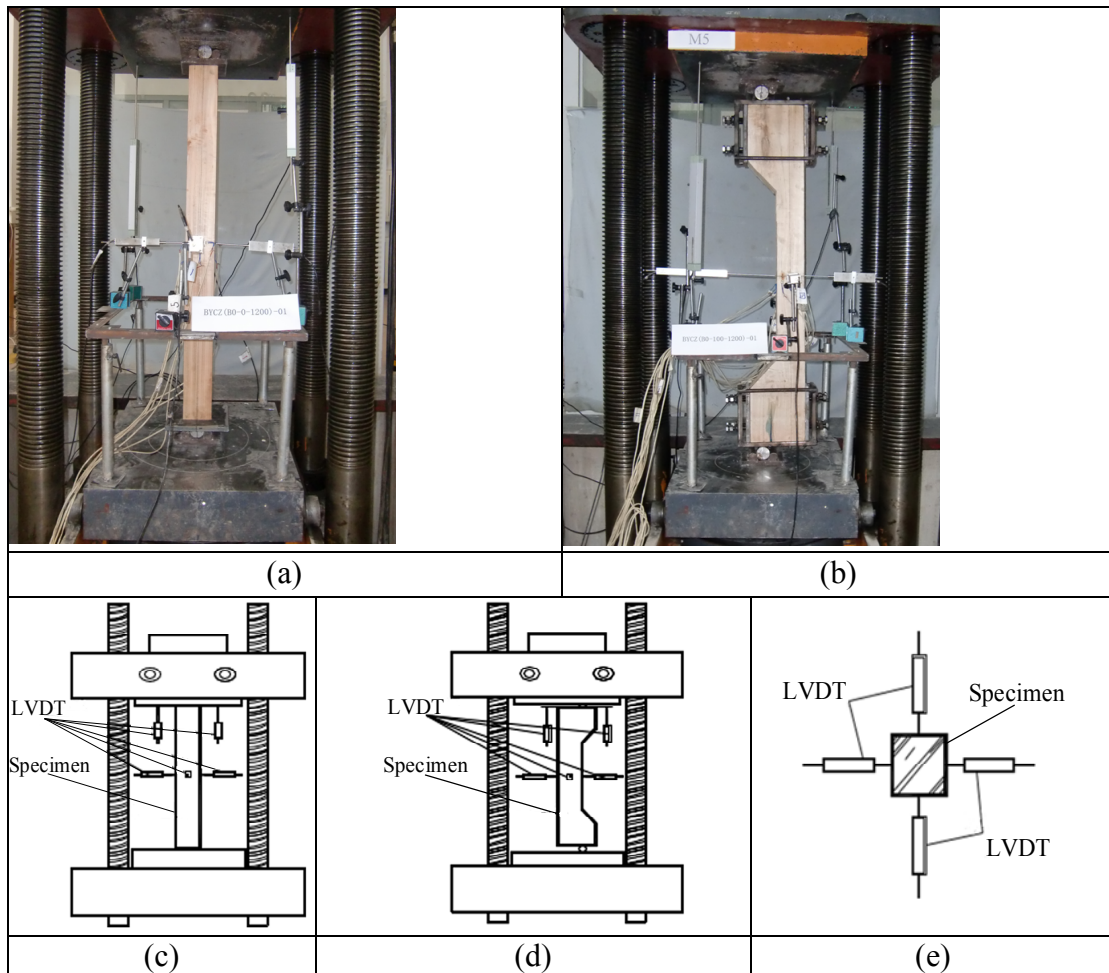 M5
BYCZ(80-0-1200)-01
BYCZ(80-100-1200)-01
(a)
(b)
LVDT
Specimen
LVDT
Specimen
LVDT
Specimen
LVDT
(c)
(d)
(e)